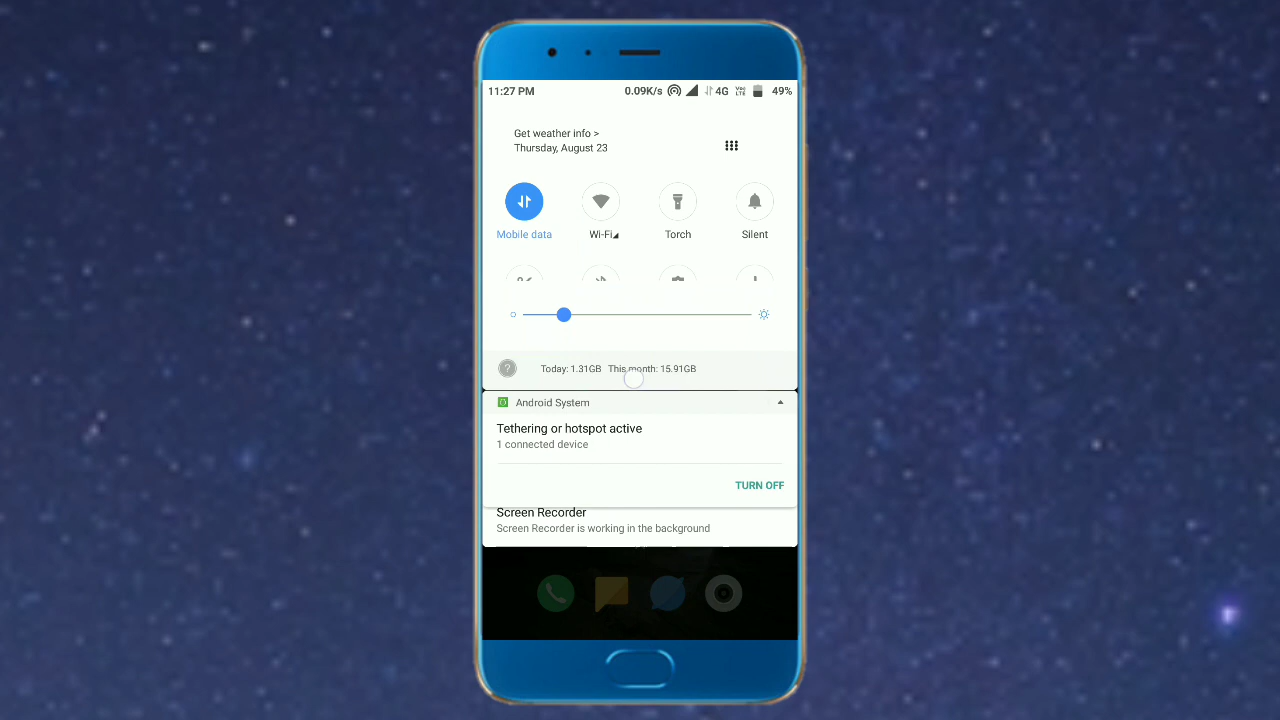 11:27 PM 0.09K/s 4G VoLTE 49%
Get weather info >
Thursday, August 23
Mobile data Wi-Fi Torch Silent
Today: 1.31GB This month: 15.91GB
Android System
Tethering or hotspot active
1 connected device
TURN OFF
Screen Recorder
Screen Recorder is working in the background